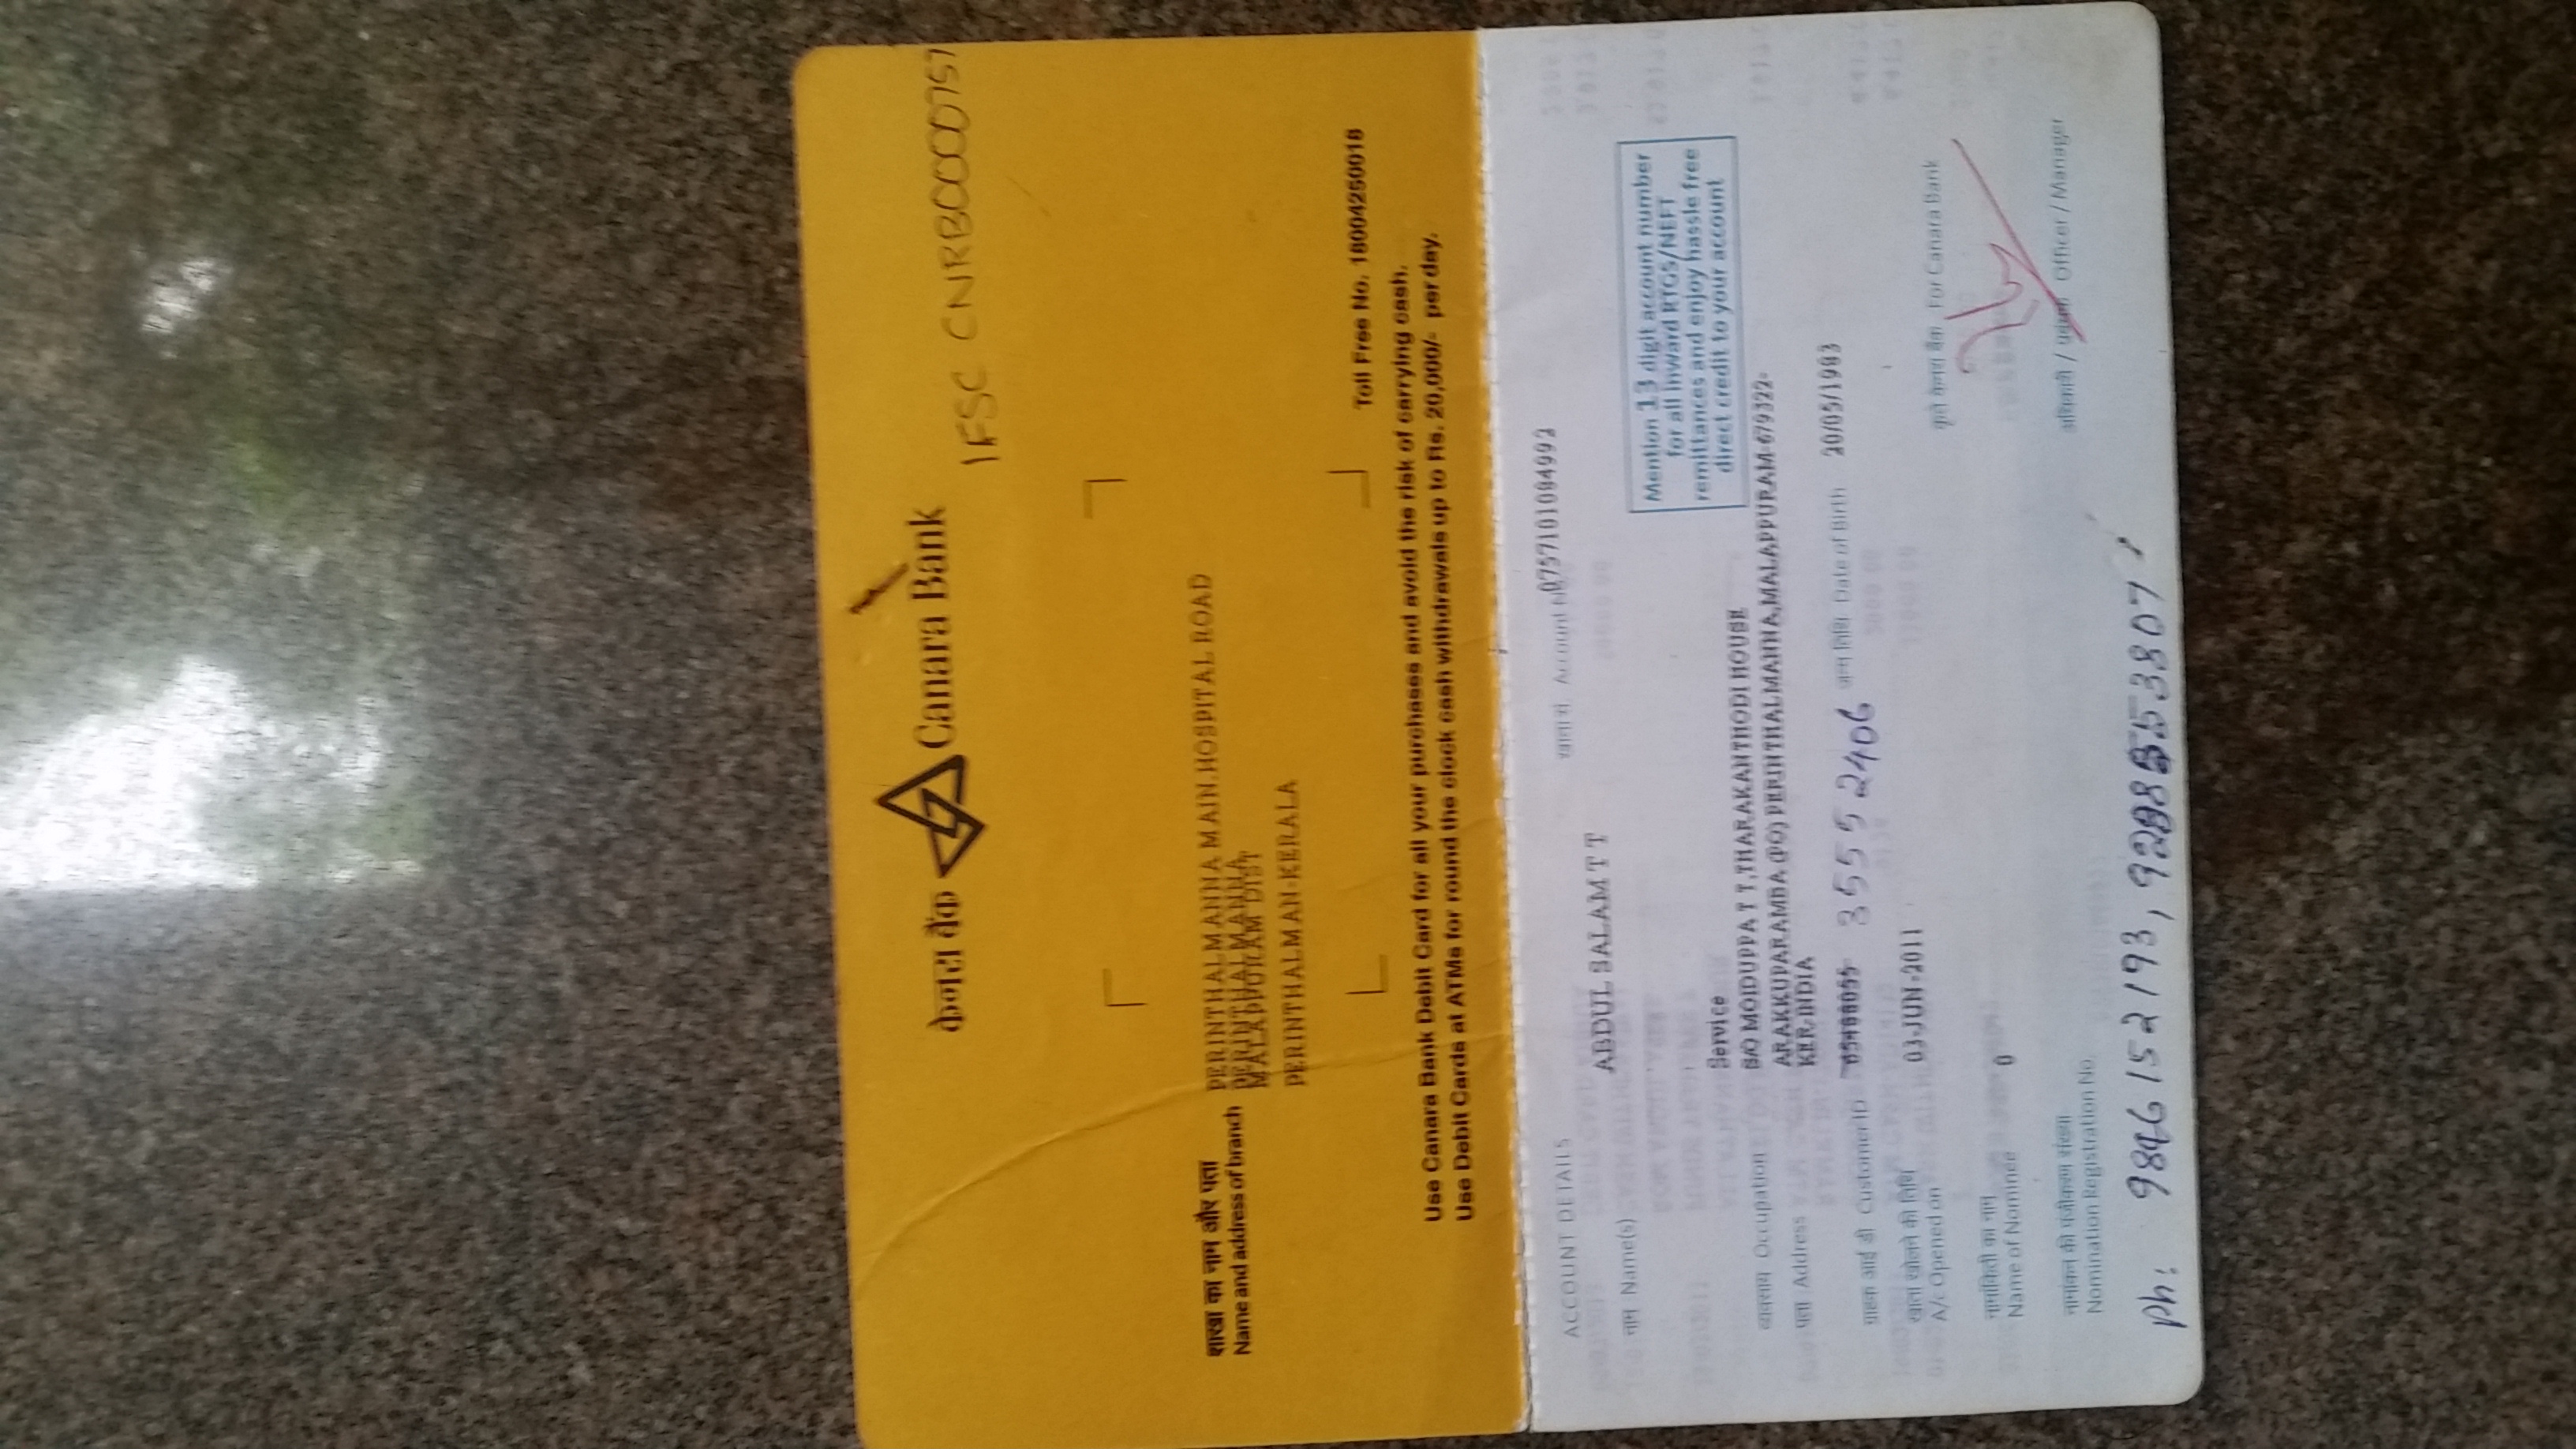 केनरा बैंक Canara Bank
IFSC CNRB0000757
शाखा का नाम और पता
Name and address of branch
PERINTHALMANNA MAIN.HOSPITAL ROAD
PERINTHALMANNA,
MALAPPURAM DIST
PERINTHALMAN-KERALA
Toll Free No. 18004250018
Use Canara Bank Debit Card for all your purchases and avoid the risk of carrying cash.
Use Debit Cards at ATMs for round the clock cash withdrawals up to Rs. 20,000/- per day.
ACCOUNT DETAILS
Account 0757101084992
नाम Name(s) ABDUL SALAM T T
Mention 13 digit account number
for all inward RTGS/NEFT
remittances and enjoy hassle free
direct credit to your account
व्यवसाय Occupation Service
पता Address S/O MOIDUPPA T T,THARAKANTHODI HOUSE
ARAKKUPARAMBA (PO) PERINTHALMANNA,MALAPPURAM-679322-
KER-INDIA
ग्राहक आई डी Customer ID 35552406
जन्म तिथि Date of Birth 20/05/1983
खाता खोलने की तिथि
A/c Opened on 03-JUN-2011
कृते केनरा बैंक For Canara Bank
नामांकिती का नाम
Name of Nominee 0
नामांकन की पंजीकरण संख्या
Nomination Registration No.
अधिकारी / प्रबंधक Officer / Manager
Ph: 9846152193,